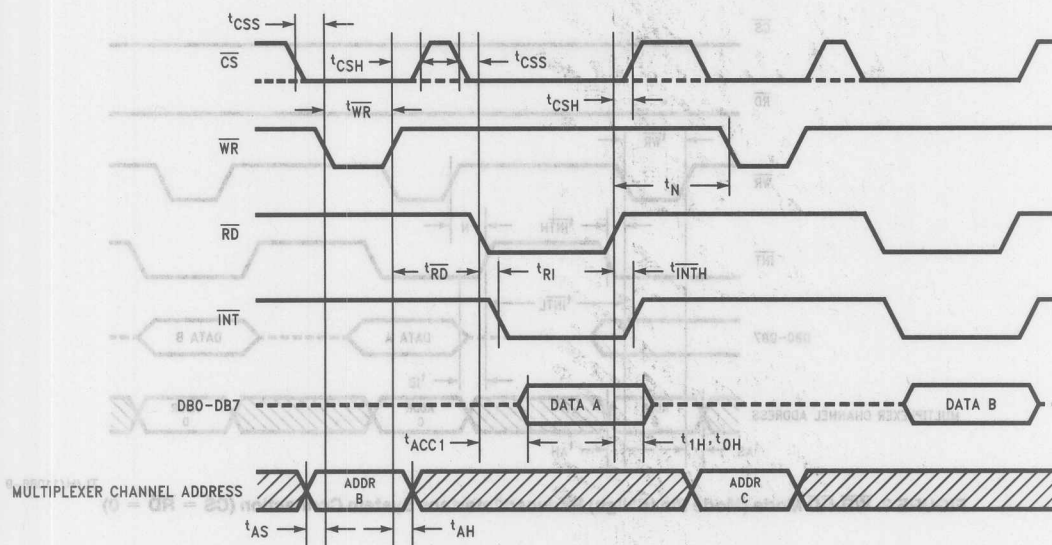 tCSS
CS
tCSH
tCSS
tCSH
tWR
WR
tN
RD
tRD
tRI
tINTH
INT
DB0-DB7
DATA A
DATA B
tACC1
t1H, t0H
MULTIPLEXER CHANNEL ADDRESS
ADDR
B
ADDR
C
tAS
tAH